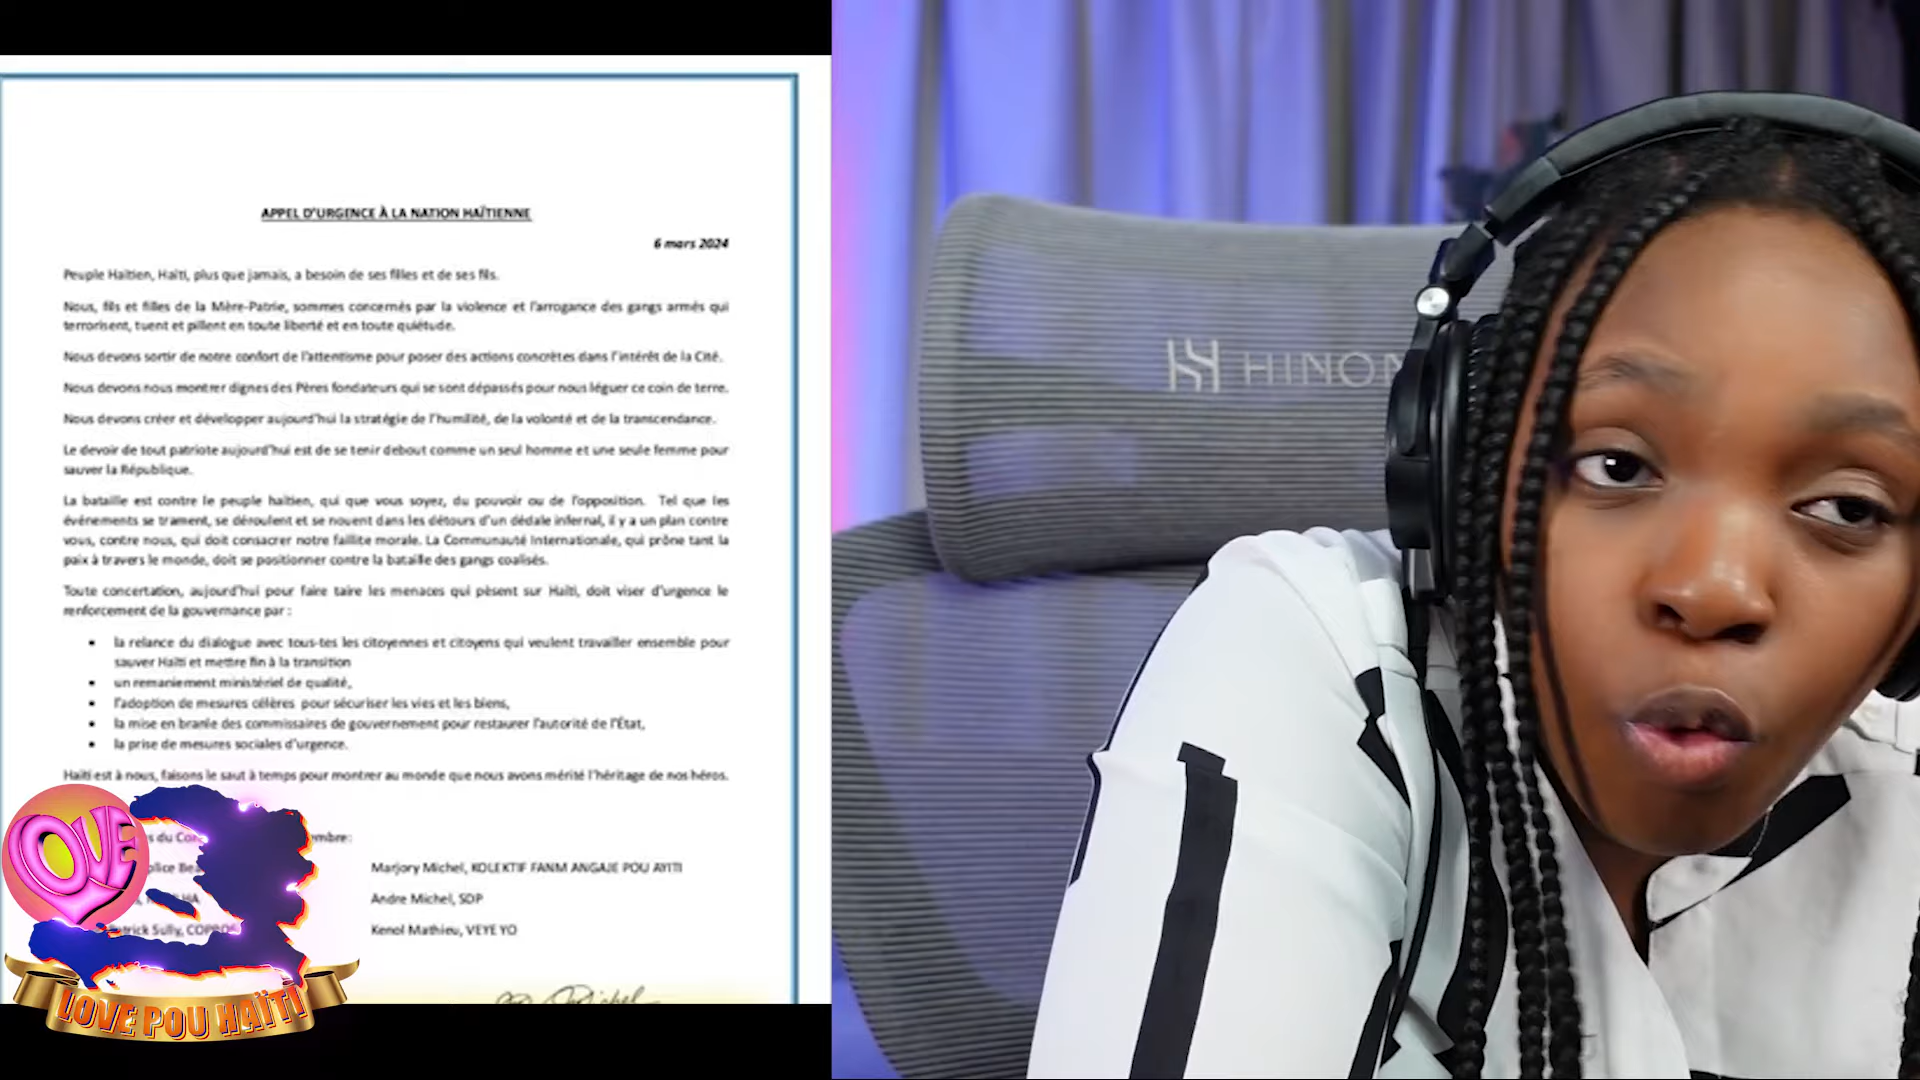 APPEL D'URGENCE À LA NATION HAÏTIENNE
6 mars 2024
Peuple Haïtien, Haïti, plus que jamais, a besoin de ses filles et de ses fils.
Nous, fils et filles de la Mère-Patrie, sommes concernés par la violence et l'arrogance des gangs armés qui
terrorisent, tuent et pillent en toute liberté et en toute quiétude.
Nous devons sortir de notre confort de l'attentisme pour poser des actions concrètes dans l'intérêt de la Cité.
Nous devons nous montrer dignes des Pères fondateurs qui se sont dépassés pour nous léguer ce coin de terre.
Nous devons créer et développer aujourd'hui la stratégie de l'humilité, de la volonté et de la transcendance.
Le devoir de tout patriote aujourd'hui est de se tenir debout comme un seul homme et une seule femme pour
sauver la République.
La bataille est contre le peuple haïtien, qui que vous soyez, du pouvoir ou de l'opposition. Tel que les
événements se trament, se déroulent et se nouent dans les détours d'un dédale infernal, il y a un plan contre
vous, contre nous, qui doit consacrer notre faillite morale. La Communauté Internationale, qui prône tant la
paix à travers le monde, doit se positionner contre la bataille des gangs coalisés.
Toute concertation, aujourd'hui pour faire taire les menaces qui pèsent sur Haïti, doit viser d'urgence le
renforcement de la gouvernance par :
• la relance du dialogue avec tous-tes les citoyennes et citoyens qui veulent travailler ensemble pour
sauver Haïti et mettre fin à la transition
• un remaniement ministériel de qualité,
• l'adoption de mesures célères pour sécuriser les vies et les biens,
• la mise en branle des commissaires de gouvernement pour restaurer l'autorité de l'État,
• la prise de mesures sociales d'urgence.
Haïti est à nous, faisons le saut à temps pour montrer au monde que nous avons mérité l'héritage de nos héros.
du
Marjory Michel, KOLEKTIF FANM ANGAJE POU AYITI
Andre Michel, SDP
Sully,
Kenol Mathieu, VEYE YO
LOVE
LOVE POU HAÏTI
HINOM